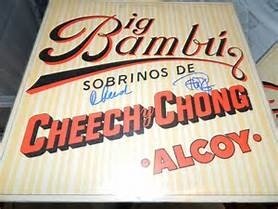 Big
Bambú
SOBRINOS DE
CHEECH y CHONG
·ALCOY·